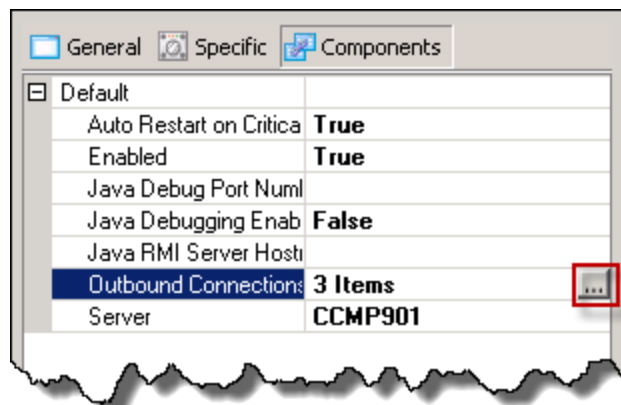 General Specific Components
Default
Auto Restart on Critica True
Enabled True
Java Debug Port Numl
Java Debugging Enab False
Java RMI Server Hostı
Outbound Connections 3 Items ...
Server CCMP901